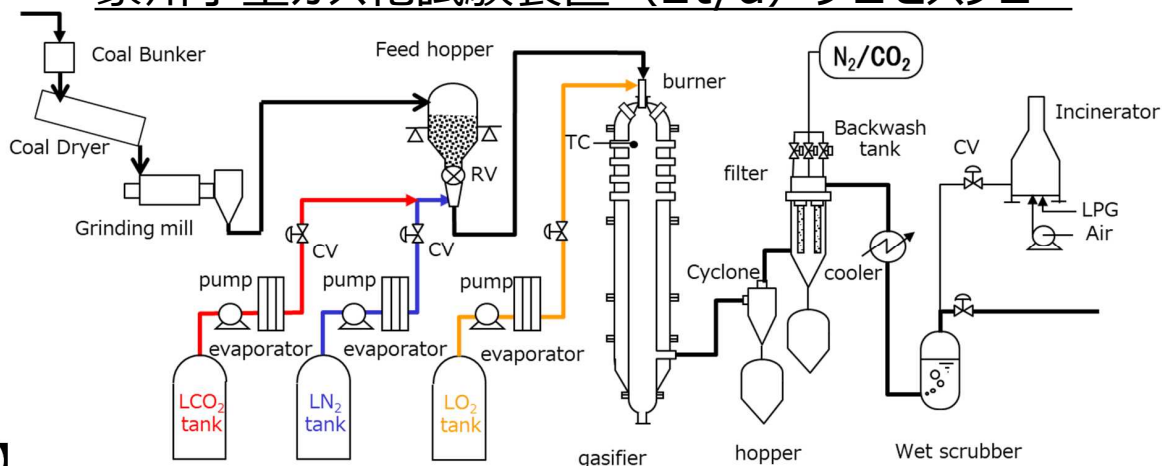 Coal Bunker
Feed hopper
N₂/CO₂
burner
Incinerator
Backwash
tank
CV
Coal Dryer
TC
RV
filter
LPG
Grinding mill
CV
CV
Air
pump
pump
pump
Cyclone
cooler
evaporator
evaporator
evaporator
LCO₂
tank
LN₂
tank
LO₂
tank
gasifier
hopper
Wet scrubber